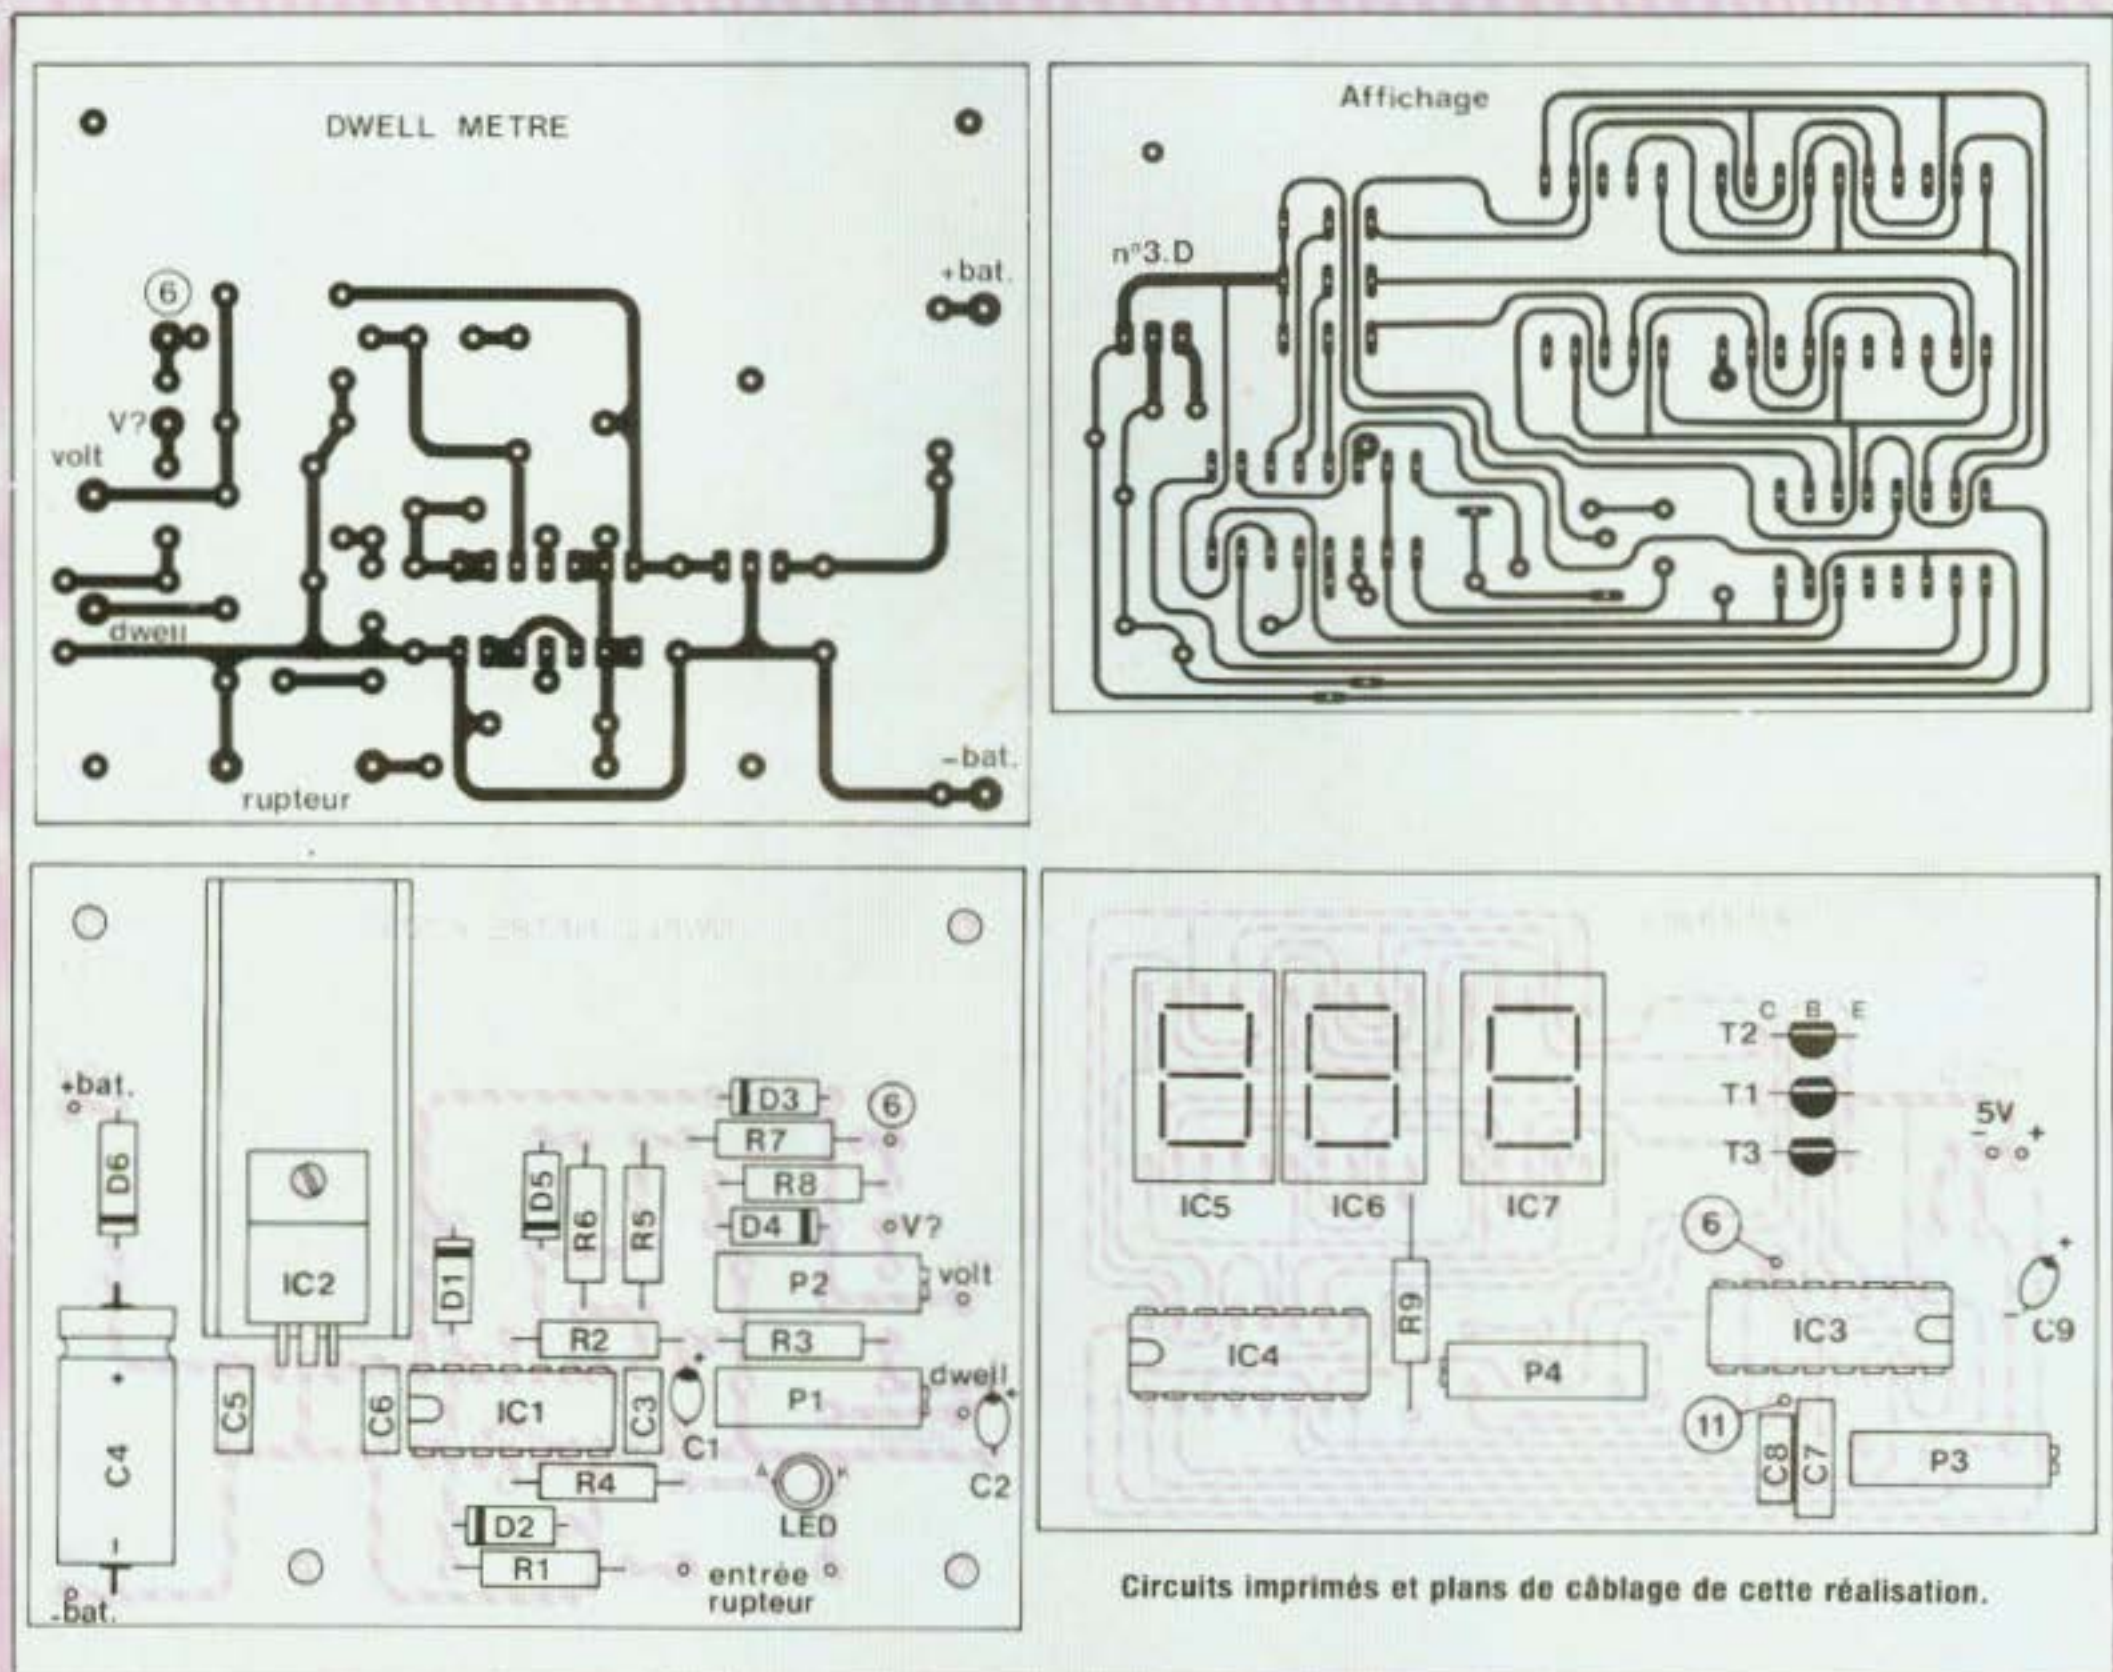 DWELL METRE
6
+bat.
V?
volt
dwell
rupteur
-bat.
Affichage
n°3.D
+bat.
D6
C4
+
-
-bat.
IC2
C5
C6
D1
D5
R6
R5
D3
R7
R8
D4
6
V?
P2
volt
R2
R3
IC1
C3
+
C1
P1
dwell
+
C2
R4
A
K
LED
D2
R1
entrée
rupteur
IC5
IC6
IC7
C B E
T2
T1
T3
5V
- +
6
IC4
R9
P4
IC3
+
-
C9
11
C8
C7
P3
Circuits imprimés et plans de câblage de cette réalisation.